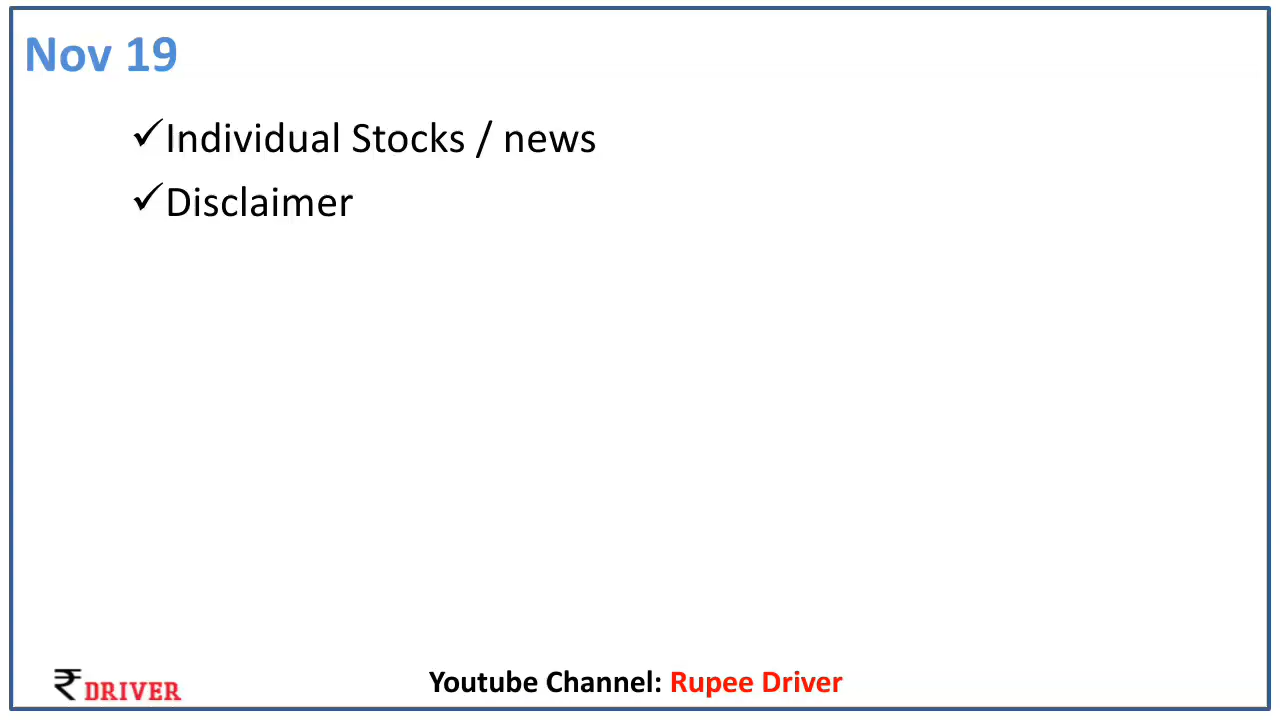 Nov 19
✓Individual Stocks / news
✓Disclaimer
₹ DRIVER
Youtube Channel: Rupee Driver